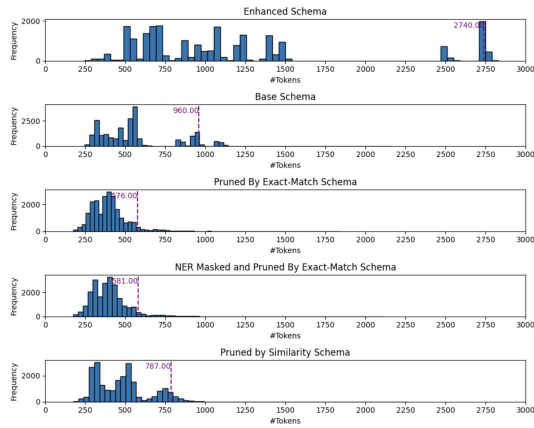 Enhanced Schema
2740.00
2000
0
Frequency
0 250 500 750 1000 1250 1500 1750 2000 2250 2500 2750 3000
#Tokens
Base Schema
960.00
2500
0
Frequency
0 250 500 750 1000 1250 1500 1750 2000 2250 2500 2750 3000
#Tokens
Pruned By Exact-Match Schema
576.00
2000
0
Frequency
0 250 500 750 1000 1250 1500 1750 2000 2250 2500 2750 3000
#Tokens
NER Masked and Pruned By Exact-Match Schema
581.00
2000
0
Frequency
0 250 500 750 1000 1250 1500 1750 2000 2250 2500 2750 3000
#Tokens
Pruned by Similarity Schema
787.00
2000
0
Frequency
0 250 500 750 1000 1250 1500 1750 2000 2250 2500 2750 3000
#Tokens